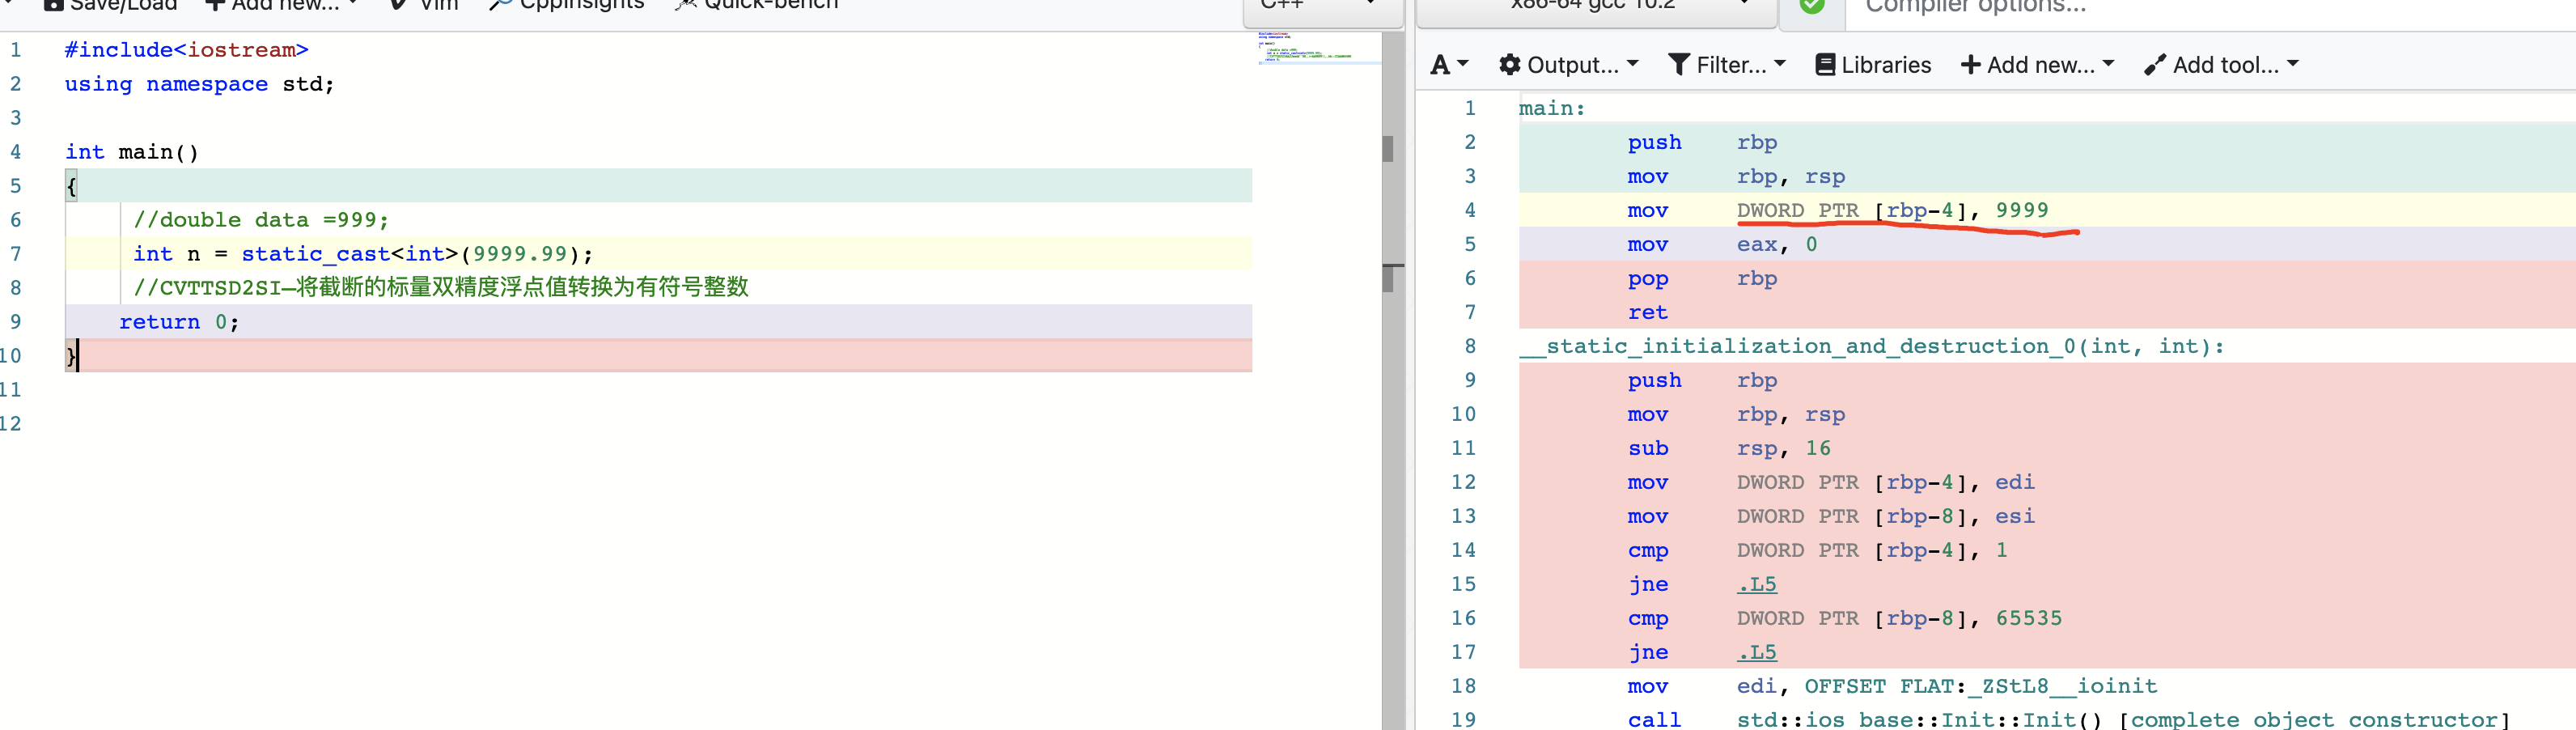 Save/Load Add new... Vim CppInsights Quick-bench
C++
x86-64 gcc 10.2
Compiler options...
A Output... Filter... Libraries Add new... Add tool...
1 #include<iostream>
2 using namespace std;
3
4 int main()
5 {
6 //double data =999;
7 int n = static_cast<int>(9999.99);
8 //CVTTSD2SI—将截断的标量双精度浮点值转换为有符号整数
9 return 0;
10 }
11
12
1 main:
2 push rbp
3 mov rbp, rsp
4 mov DWORD PTR [rbp-4], 9999
5 mov eax, 0
6 pop rbp
7 ret
8 __static_initialization_and_destruction_0(int, int):
9 push rbp
10 mov rbp, rsp
11 sub rsp, 16
12 mov DWORD PTR [rbp-4], edi
13 mov DWORD PTR [rbp-8], esi
14 cmp DWORD PTR [rbp-4], 1
15 jne .L5
16 cmp DWORD PTR [rbp-8], 65535
17 jne .L5
18 mov edi, OFFSET FLAT:_ZStL8__ioinit
19 call std::ios_base::Init::Init() [complete object constructor]